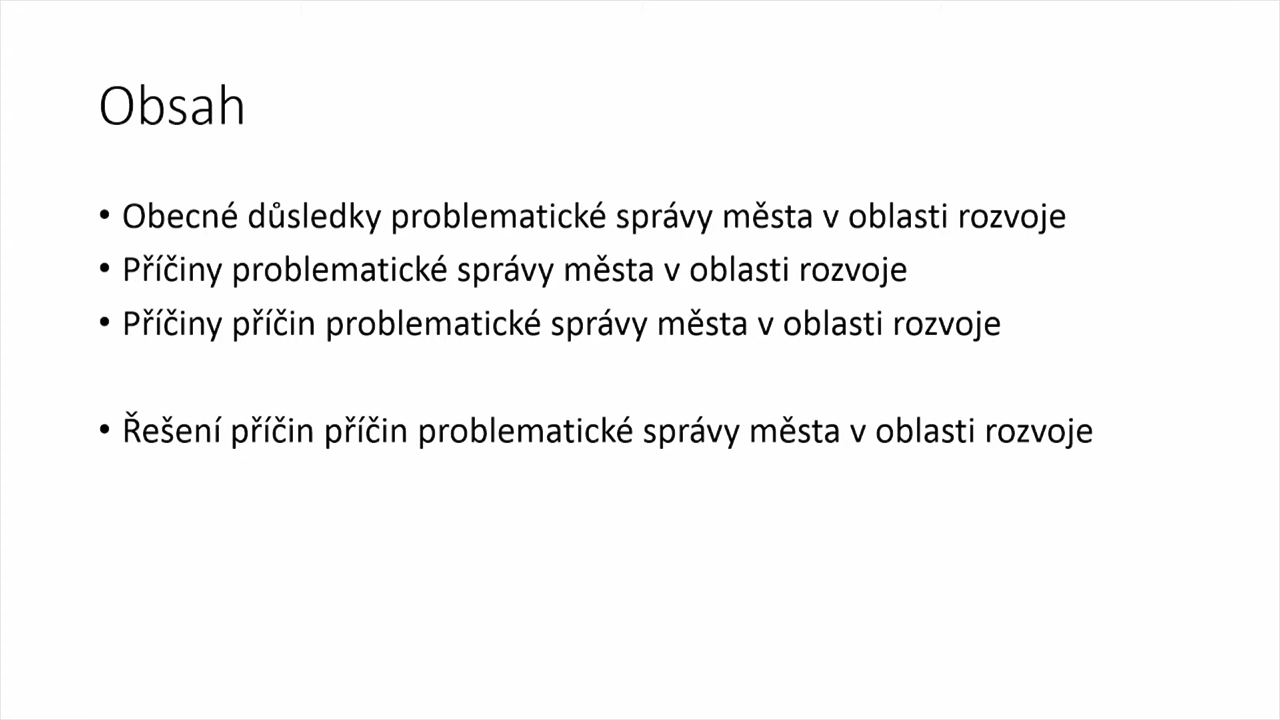 Obsah
• Obecné důsledky problematické správy města v oblasti rozvoje
• Příčiny problematické správy města v oblasti rozvoje
• Příčiny příčin problematické správy města v oblasti rozvoje
• Řešení příčin příčin problematické správy města v oblasti rozvoje